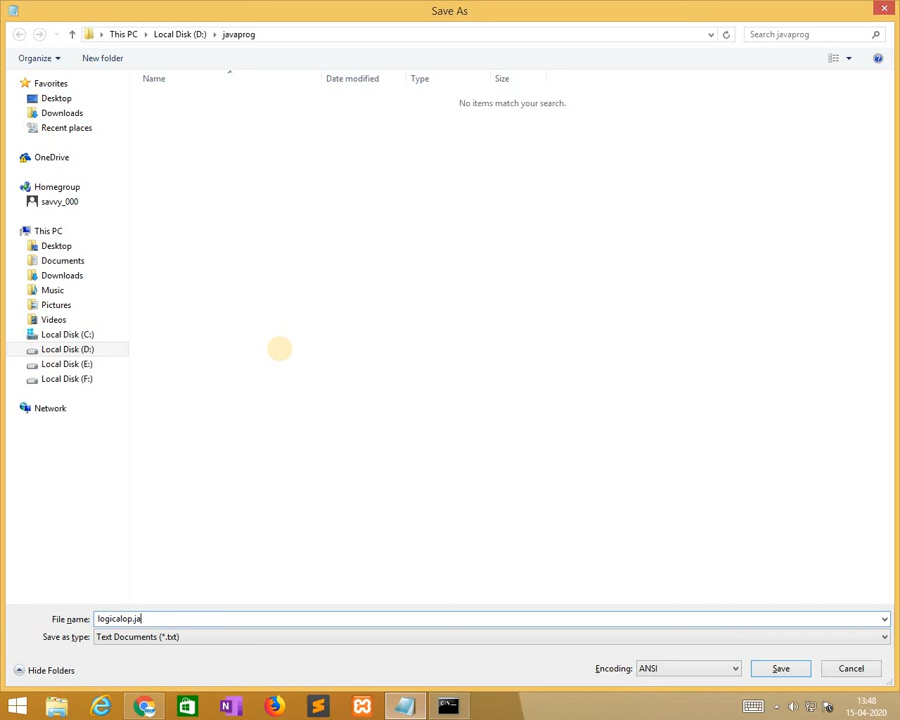 Save As
This PC
Local Disk (D:)
javaprog
Search javaprog
Organize
New folder
Name
Date modified
Type
Size
No items match your search.
Favorites
Desktop
Downloads
Recent places
OneDrive
Homegroup
savvy_000
This PC
Desktop
Documents
Downloads
Music
Pictures
Videos
Local Disk (C:)
Local Disk (D:)
Local Disk (E:)
Local Disk (F:)
Network
File name: logicalop.ja
Save as type: Text Documents (*.txt)
Hide Folders
Encoding: ANSI
Save
Cancel
13:48
15-04-2020